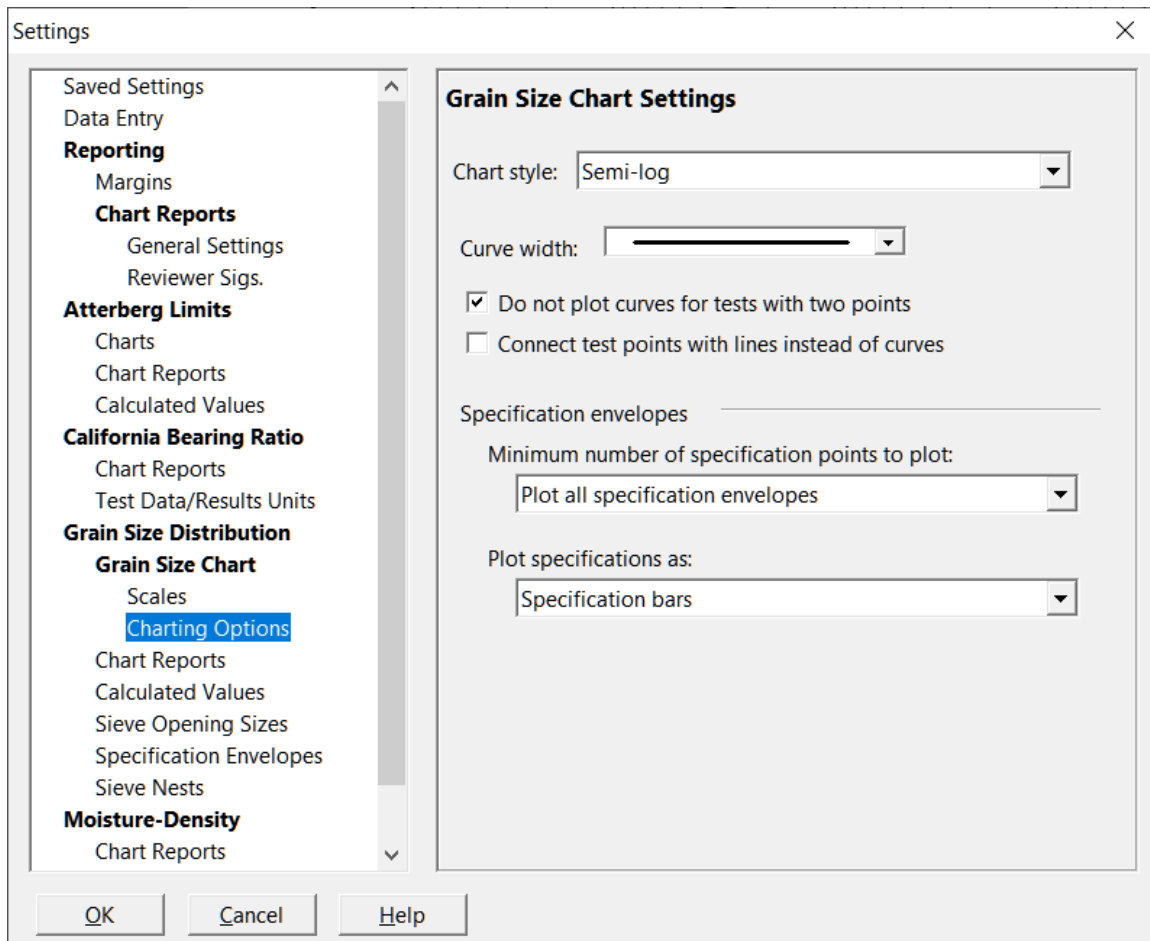 Settings
Saved Settings
Data Entry
Reporting
Margins
Chart Reports
General Settings
Reviewer Sigs.
Atterberg Limits
Charts
Chart Reports
Calculated Values
California Bearing Ratio
Chart Reports
Test Data/Results Units
Grain Size Distribution
Grain Size Chart
Scales
Charting Options
Chart Reports
Calculated Values
Sieve Opening Sizes
Specification Envelopes
Sieve Nests
Moisture-Density
Chart Reports
Grain Size Chart Settings
Chart style: Semi-log
Curve width:
Do not plot curves for tests with two points
Connect test points with lines instead of curves
Specification envelopes
Minimum number of specification points to plot:
Plot all specification envelopes
Plot specifications as:
Specification bars
OK Cancel Help